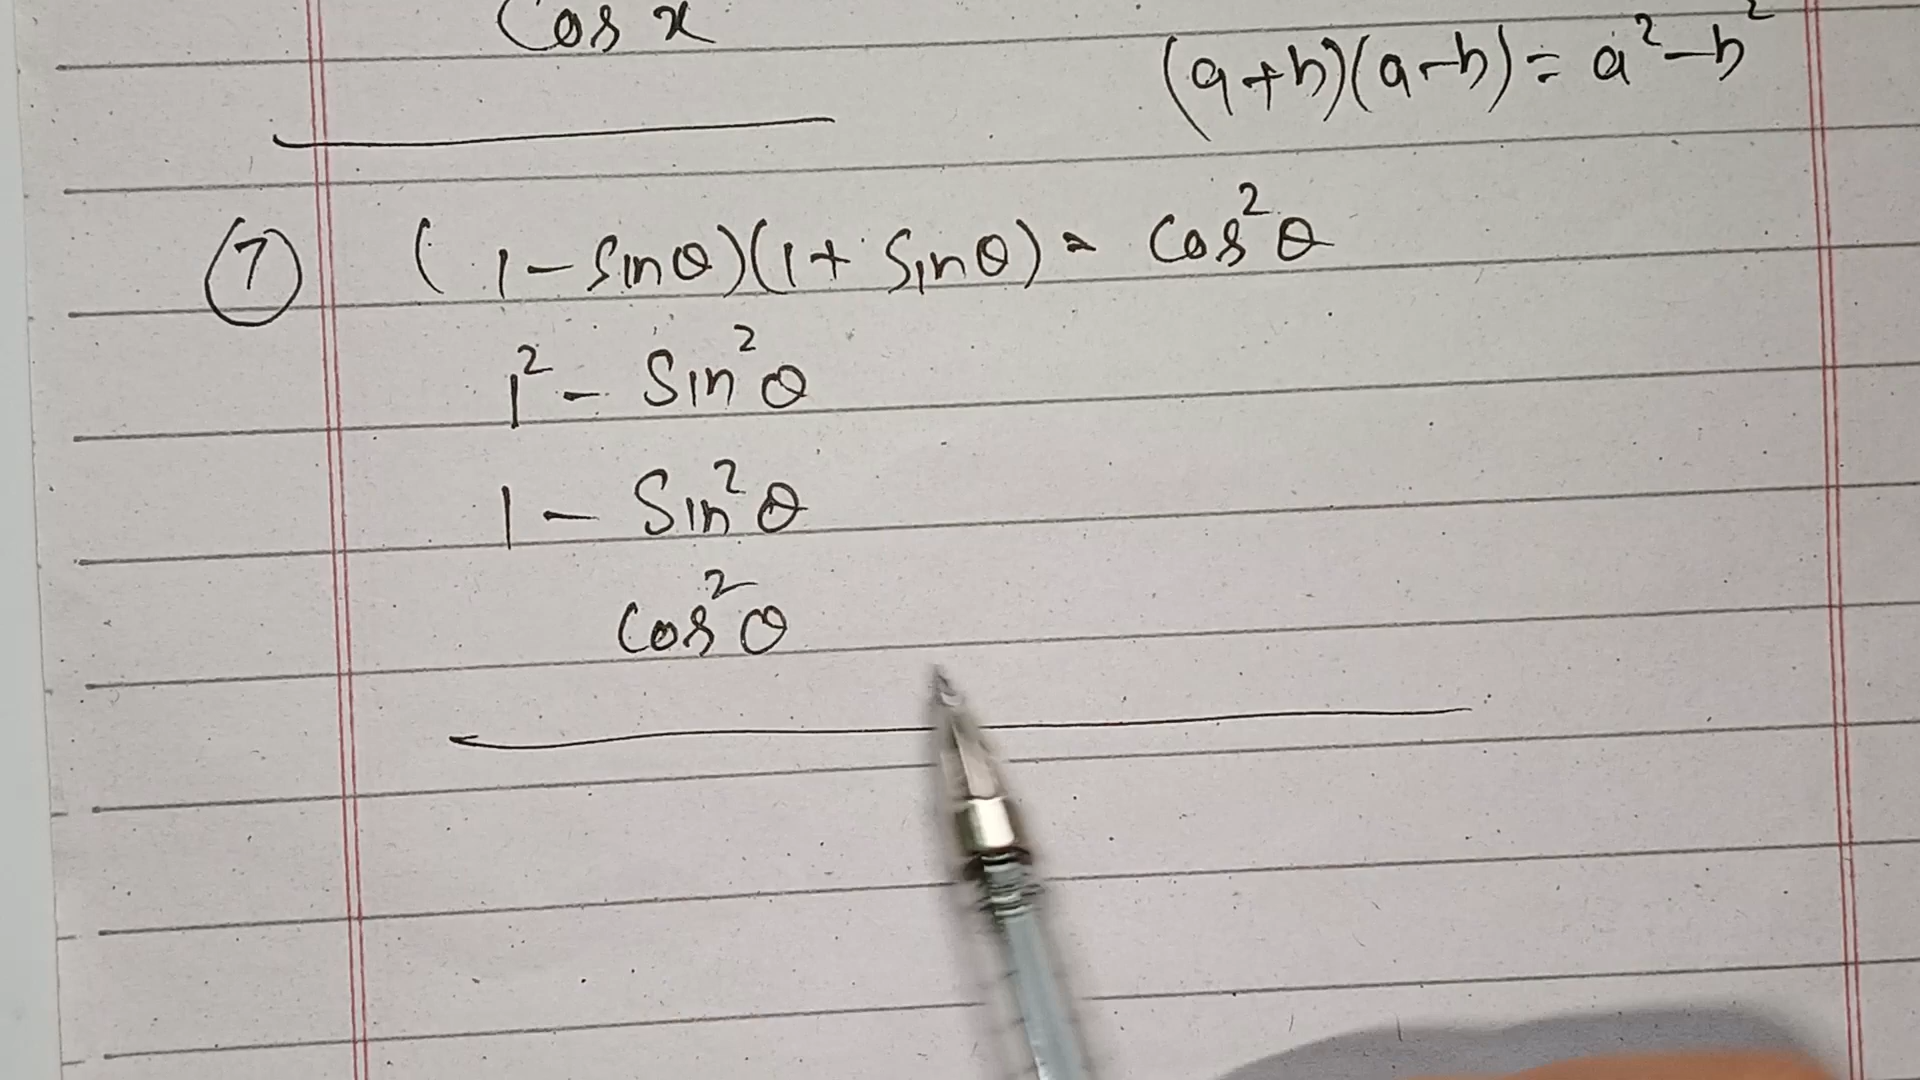 Cos x
(a+b)(a-b) = a²-b²
⑦ (1 - Sinθ)(1 + Sinθ) = Cos²θ
1² - Sin²θ
1 - Sin²θ
Cos²θ